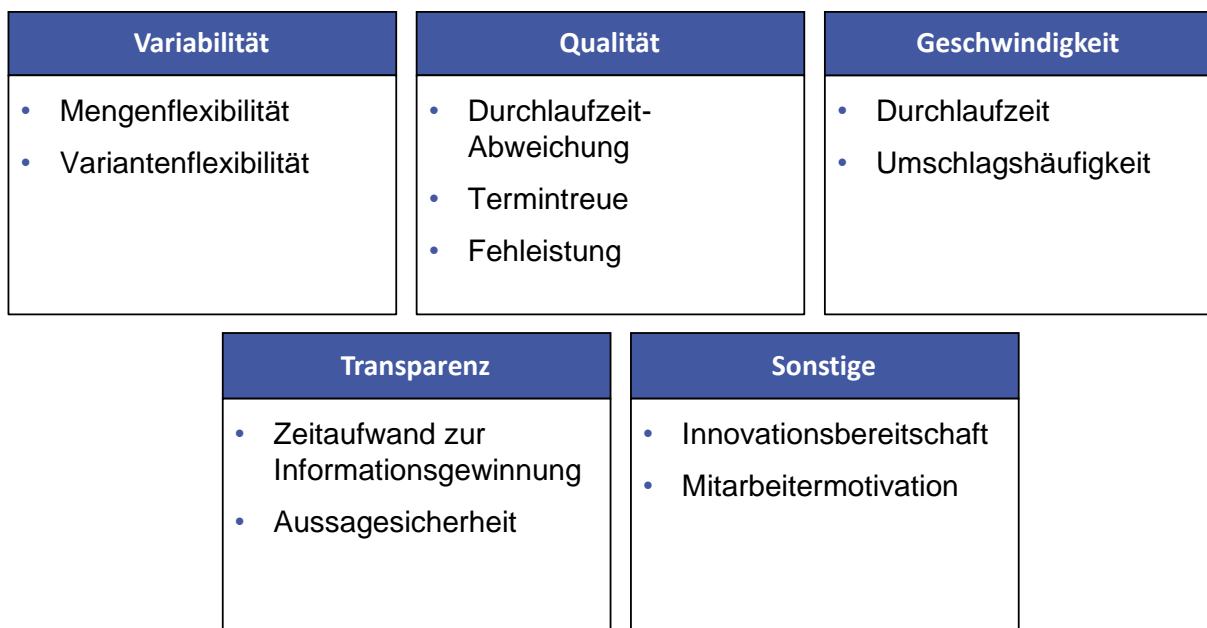 Variabilität
• Mengenflexibilität
• Variantenflexibilität
Qualität
• Durchlaufzeit-
Abweichung
• Termintreue
• Fehleistung
Geschwindigkeit
• Durchlaufzeit
• Umschlagshäufigkeit
Transparenz
• Zeitaufwand zur
Informationsgewinnung
• Aussagesicherheit
Sonstige
• Innovationsbereitschaft
• Mitarbeitermotivation